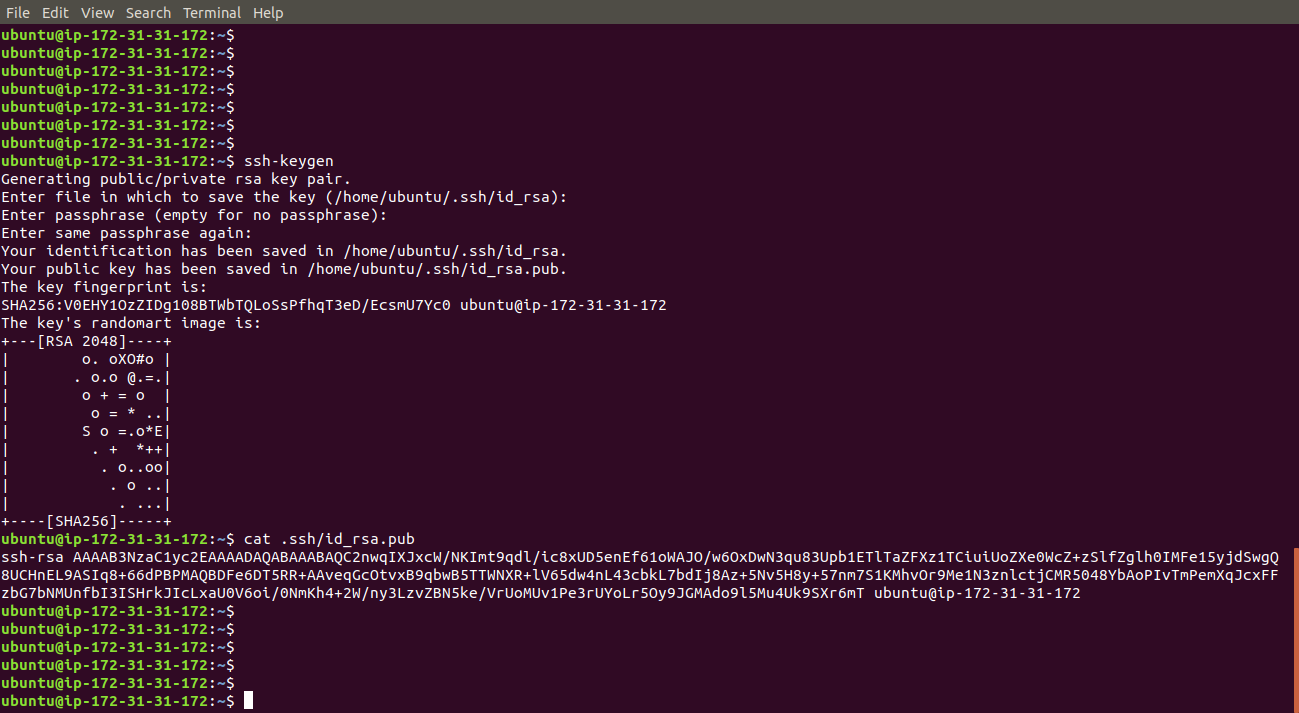 File Edit View Search Terminal Help
ubuntu@ip-172-31-31-172:~$
ubuntu@ip-172-31-31-172:~$
ubuntu@ip-172-31-31-172:~$
ubuntu@ip-172-31-31-172:~$
ubuntu@ip-172-31-31-172:~$
ubuntu@ip-172-31-31-172:~$
ubuntu@ip-172-31-31-172:~$
ubuntu@ip-172-31-31-172:~$ ssh-keygen
Generating public/private rsa key pair.
Enter file in which to save the key (/home/ubuntu/.ssh/id_rsa):
Enter passphrase (empty for no passphrase):
Enter same passphrase again:
Your identification has been saved in /home/ubuntu/.ssh/id_rsa.
Your public key has been saved in /home/ubuntu/.ssh/id_rsa.pub.
The key fingerprint is:
SHA256:V0EHY1OzZIDg108BTWbTQLoSsPfhqT3eD/EcsmU7Yc0 ubuntu@ip-172-31-31-172
The key's randomart image is:
+---[RSA 2048]----+
|        o. oXO#o |
|       . o.o @.=.|
|        o + = o  |
|         o = * ..|
|        S o =.o*E|
|         . +  *++|
|          . o..oo|
|           . o ..|
|            . ...|
+----[SHA256]-----+
ubuntu@ip-172-31-31-172:~$ cat .ssh/id_rsa.pub
ssh-rsa AAAAB3NzaC1yc2EAAAADAQABAAABAQC2nwqIXJxcW/NKImt9qdl/ic8xUD5enEf61oWAJO/w6OxDwN3qu83Upb1ETlTaZFXz1TCiuiUoZXe0WcZ+zSlfZglh0IMFe15yjdSwgQ
8UCHnEL9ASIq8+66dPBPMAQBDFe6DT5RR+AAveqGcOtvxB9qbwB5TTWNXR+lV65dw4nL43cbkL7bdIj8Az+5Nv5H8y+57nm7S1KMhvOr9Me1N3znlctjCMR5048YbAoPIvTmPemXqJcxFF
zbG7bNMUnfbI3ISHrkJIcLxaU0V6oi/0NmKh4+2W/ny3LzvZBN5ke/VrUoMUv1Pe3rUYoLr5Oy9JGMAdo9l5Mu4Uk9SXr6mT ubuntu@ip-172-31-31-172
ubuntu@ip-172-31-31-172:~$
ubuntu@ip-172-31-31-172:~$
ubuntu@ip-172-31-31-172:~$
ubuntu@ip-172-31-31-172:~$
ubuntu@ip-172-31-31-172:~$
ubuntu@ip-172-31-31-172:~$